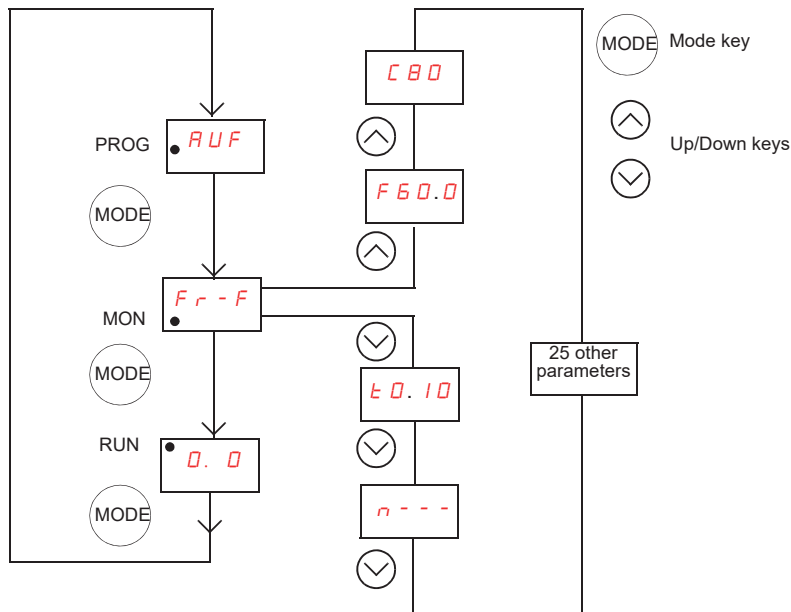 MODE Mode key
C80
PROG AUF
Up/Down keys
MODE
F60.0
MON Fr-F
MODE
25 other
parameters
t0.10
RUN 0. 0
MODE
n---